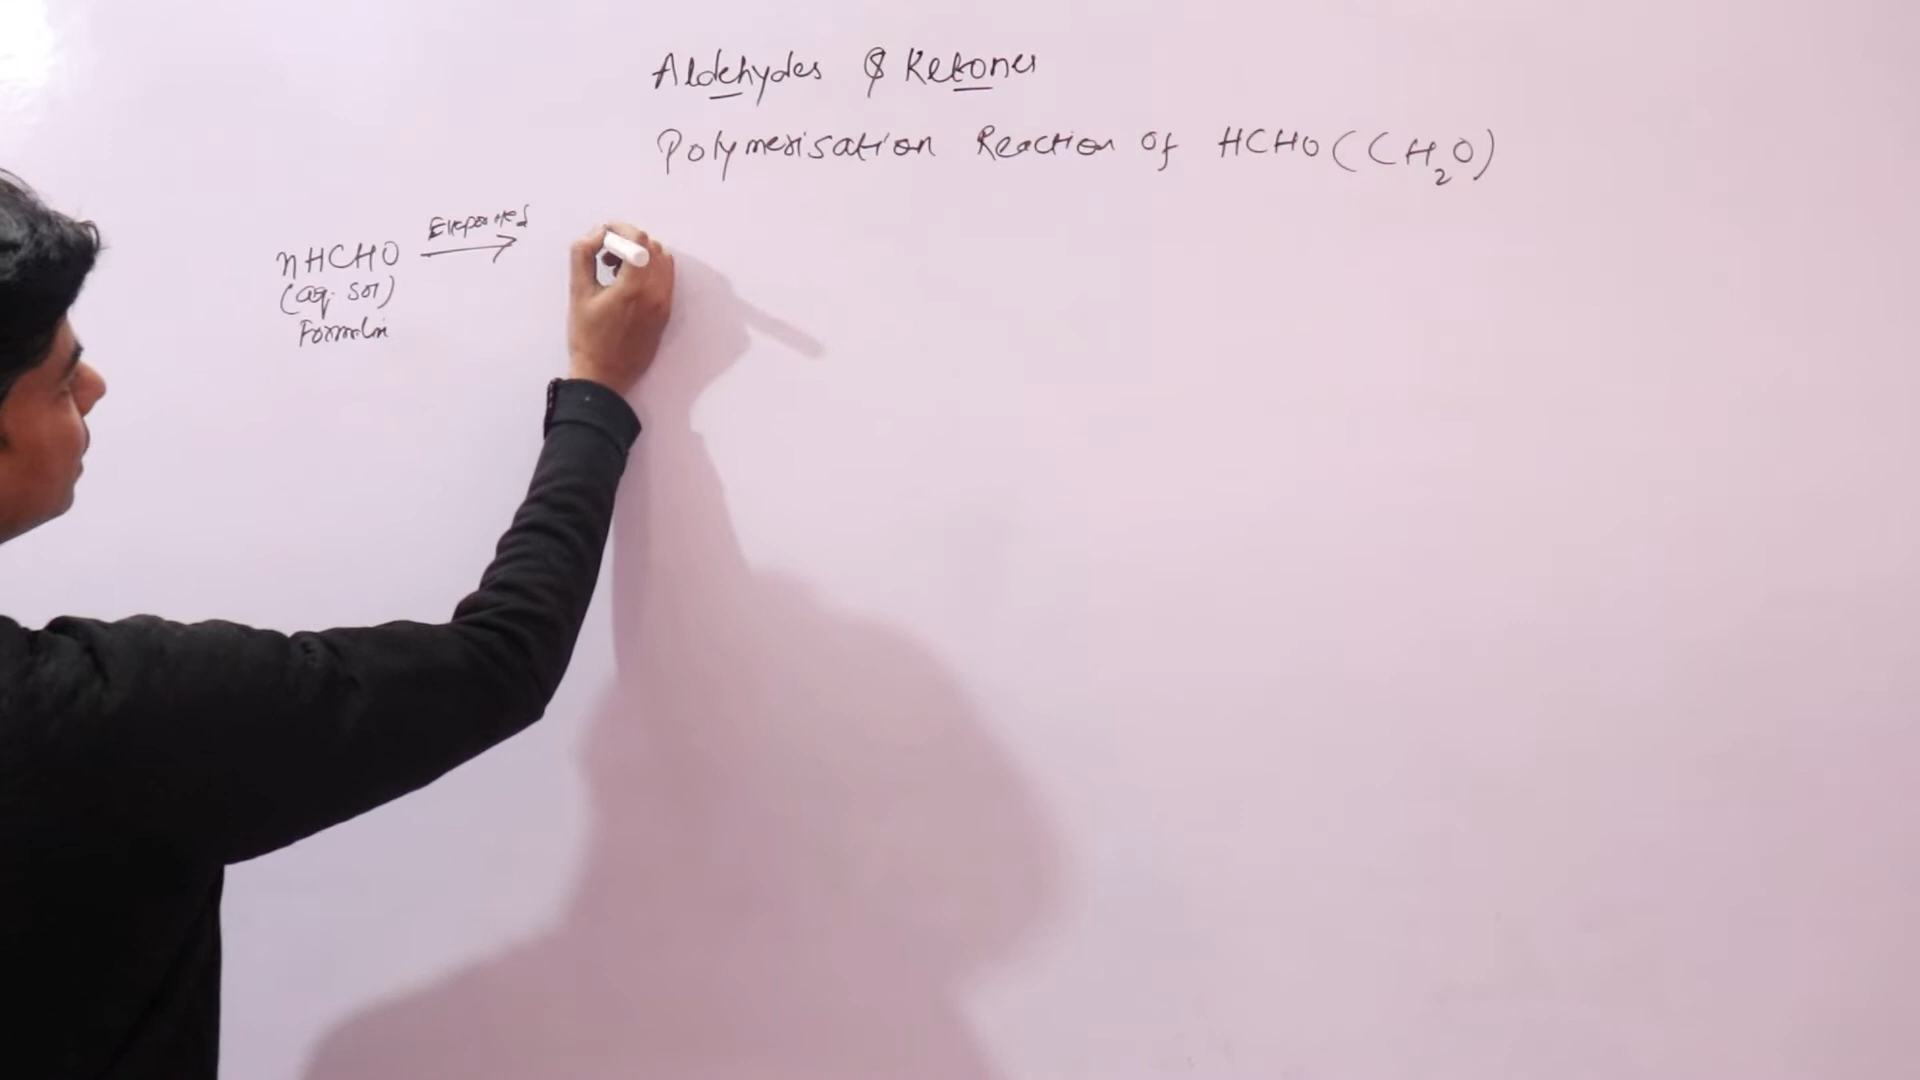 Aldehydes & Ketones
Polymerisation Reaction of HCHO (CH₂O)
nHCHO
(aq. sol)
Formalin